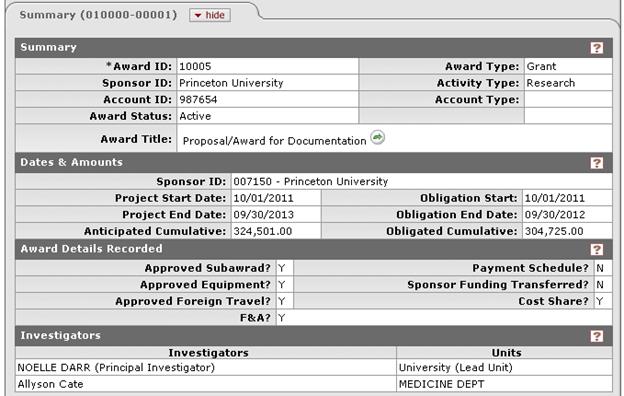 Summary (010000-00001) ▼ hide
Summary ?
*Award ID: 10005 Award Type: Grant
Sponsor ID: Princeton University Activity Type: Research
Account ID: 987654 Account Type:
Award Status: Active
Award Title: Proposal/Award for Documentation
Dates & Amounts ?
Sponsor ID: 007150 - Princeton University
Project Start Date: 10/01/2011 Obligation Start: 10/01/2011
Project End Date: 09/30/2013 Obligation End Date: 09/30/2012
Anticipated Cumulative: 324,501.00 Obligated Cumulative: 304,725.00
Award Details Recorded ?
Approved Subawrad? Y Payment Schedule? N
Approved Equipment? Y Sponsor Funding Transferred? N
Approved Foreign Travel? Y Cost Share? Y
F&A? Y
Investigators ?
Investigators Units
NOELLE DARR (Principal Investigator) University (Lead Unit)
Allyson Cate MEDICINE DEPT